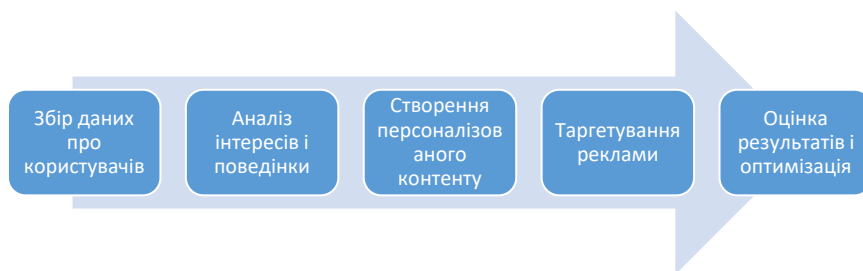 Збір даних
про
користувачів
Аналіз
інтересів і
поведінки
Створення
персоналізов
аного
контенту
Таргетування
реклами
Оцінка
результатів і
оптимізація